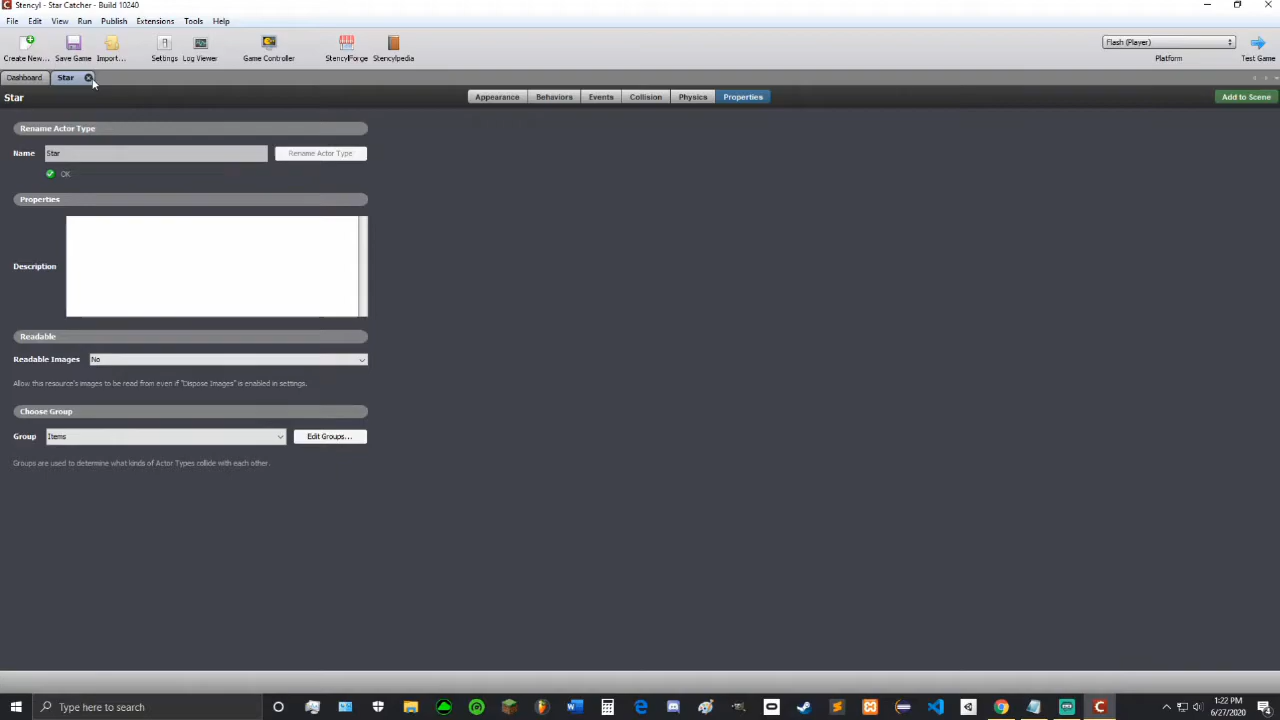 Stencyl - Star Catcher - Build 10240
File Edit View Run Publish Extensions Tools Help
Create New... Save Game Import... Settings Log Viewer Game Controller StencylForge Stencylpedia Flash (Player) Platform Test Game
Dashboard Star
Star Appearance Behaviors Events Collision Physics Properties Add to Scene
Rename Actor Type
Name Star Rename Actor Type
OK
Properties
Description
Readable
Readable Images No
Allow this resource's images to be read from even if "Dispose Images" is enabled in settings.
Choose Group
Group Items Edit Groups...
Groups are used to determine what kinds of Actor Types collide with each other.
Type here to search
1:22 PM
6/27/2020